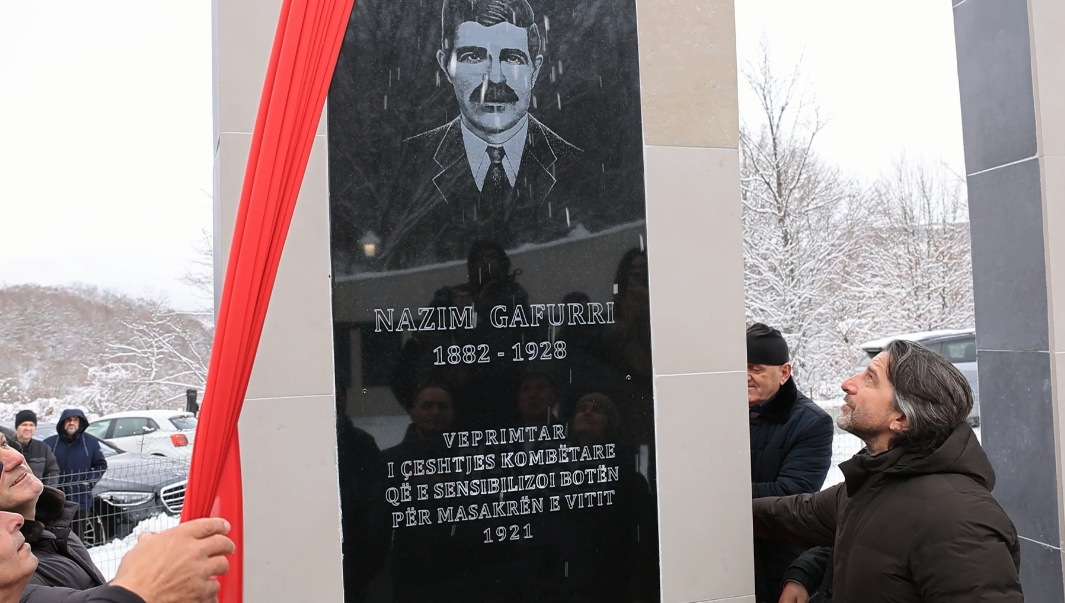 NAZIM GAFURRI
1882 - 1928
VEPRIMTAR
I ÇESHTJES KOMBËTARE
QË E SENSIBILIZOI BOTËN
PËR MASAKRËN E VITIT
1921